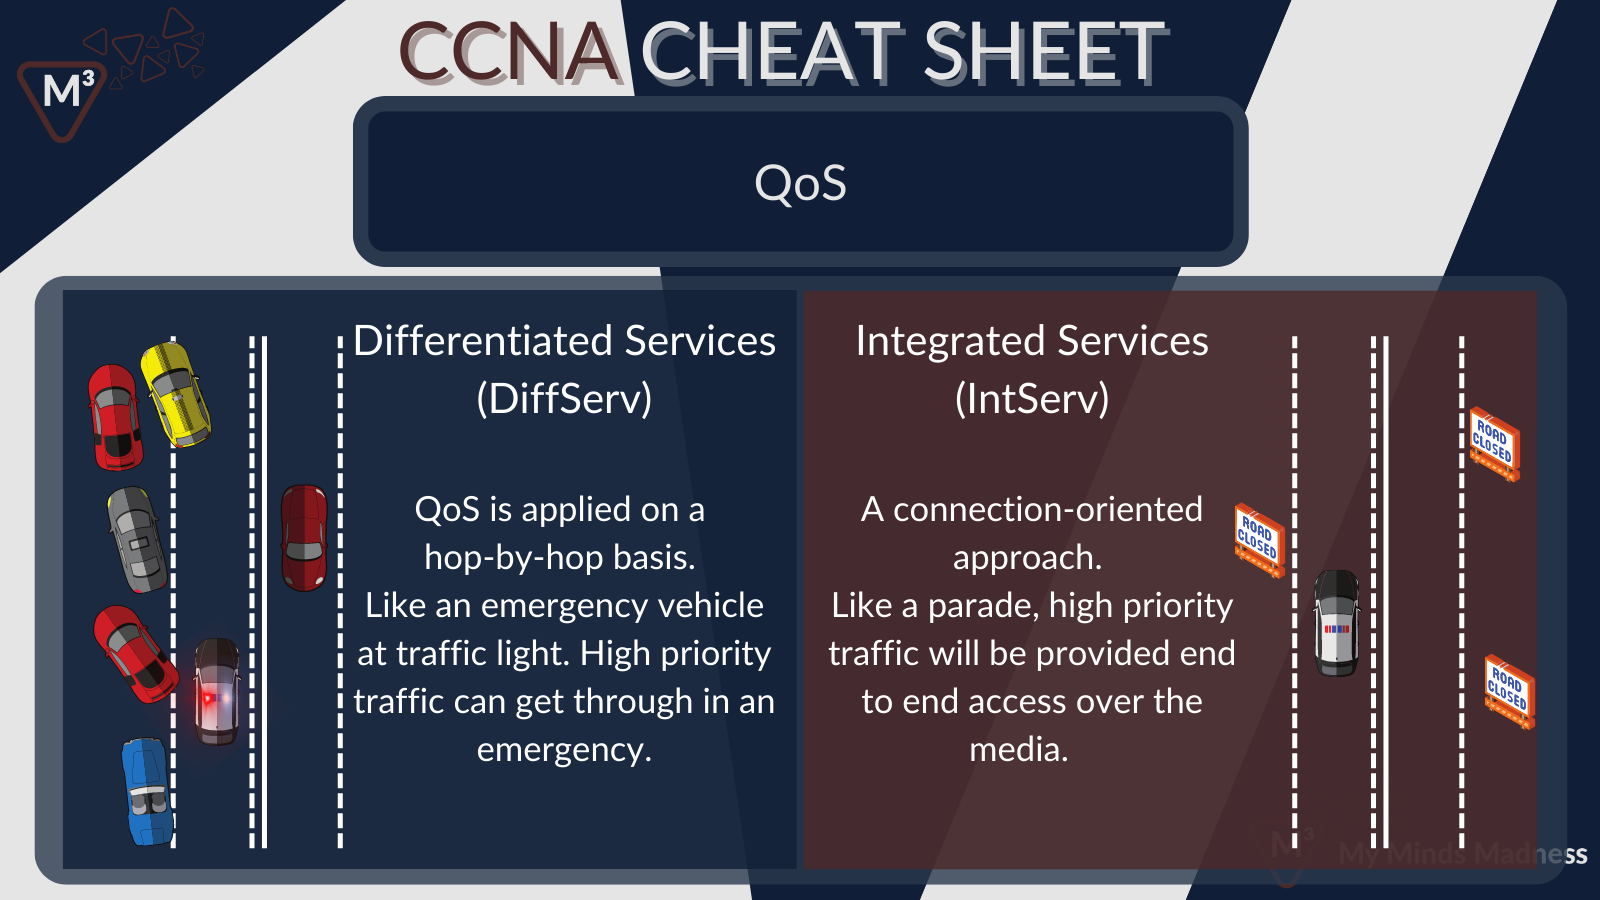 M³
CCNA CHEAT SHEET
QoS
Differentiated Services
(DiffServ)
QoS is applied on a
hop-by-hop basis.
Like an emergency vehicle
at traffic light. High priority
traffic can get through in an
emergency.
Integrated Services
(IntServ)
A connection-oriented
approach.
Like a parade, high priority
traffic will be provided end
to end access over the
media.
ROAD
CLOSED
ROAD
CLOSED
ROAD
CLOSED
M³
My Minds Madness